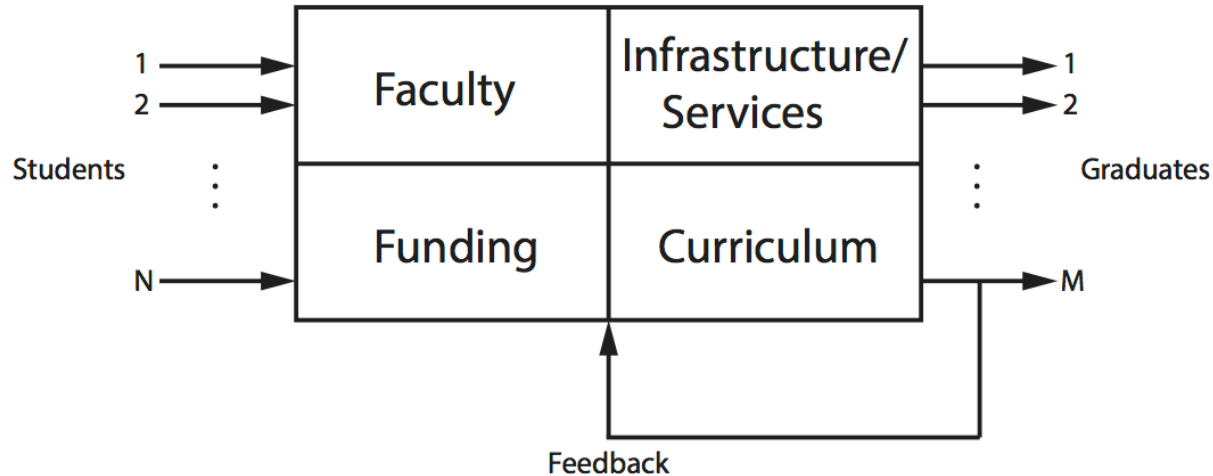 1
2
Students
N
Faculty
Infrastructure/
Services
Funding
Curriculum
1
2
Graduates
M
Feedback